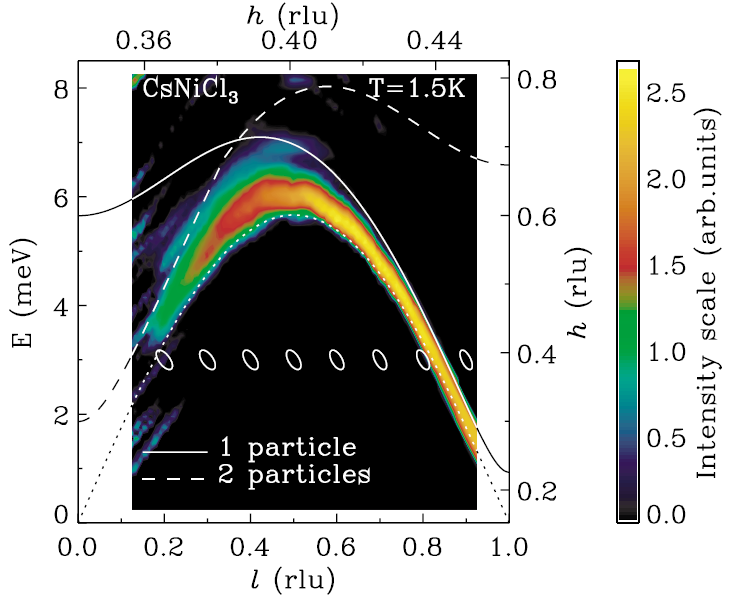 h (rlu)
0.36 0.40 0.44
CsNiCl3 T=1.5K
8
6
4
2
0
E (meV)
0.8
0.6
0.4
0.2
h (rlu)
1 particle
2 particles
0.0 0.2 0.4 0.6 0.8 1.0
l (rlu)
2.5
2.0
1.5
1.0
0.5
0.0
Intensity scale (arb.units)